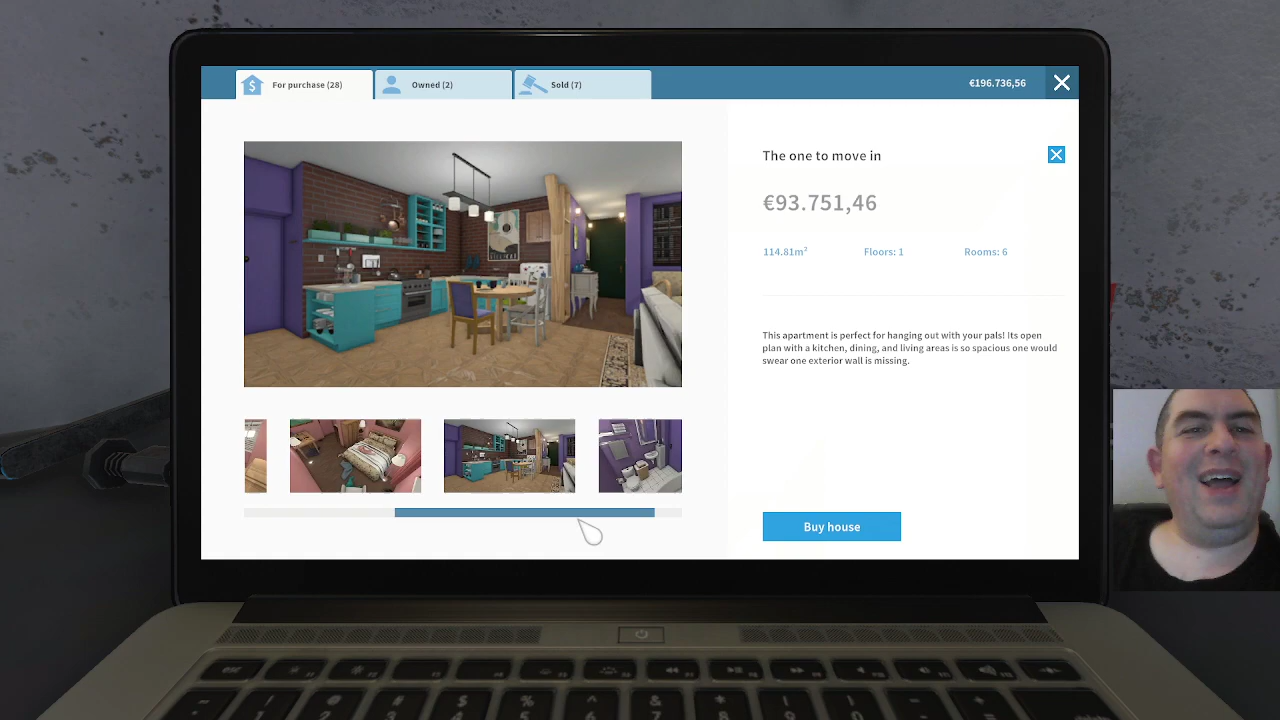 For purchase (28)
Owned (2)
Sold (7)
€196.736,56
The one to move in
€93.751,46
114.81m²
Floors: 1
Rooms: 6
This apartment is perfect for hanging out with your pals! Its open
plan with a kitchen, dining, and living areas is so spacious one would
swear one exterior wall is missing.
Buy house
esc